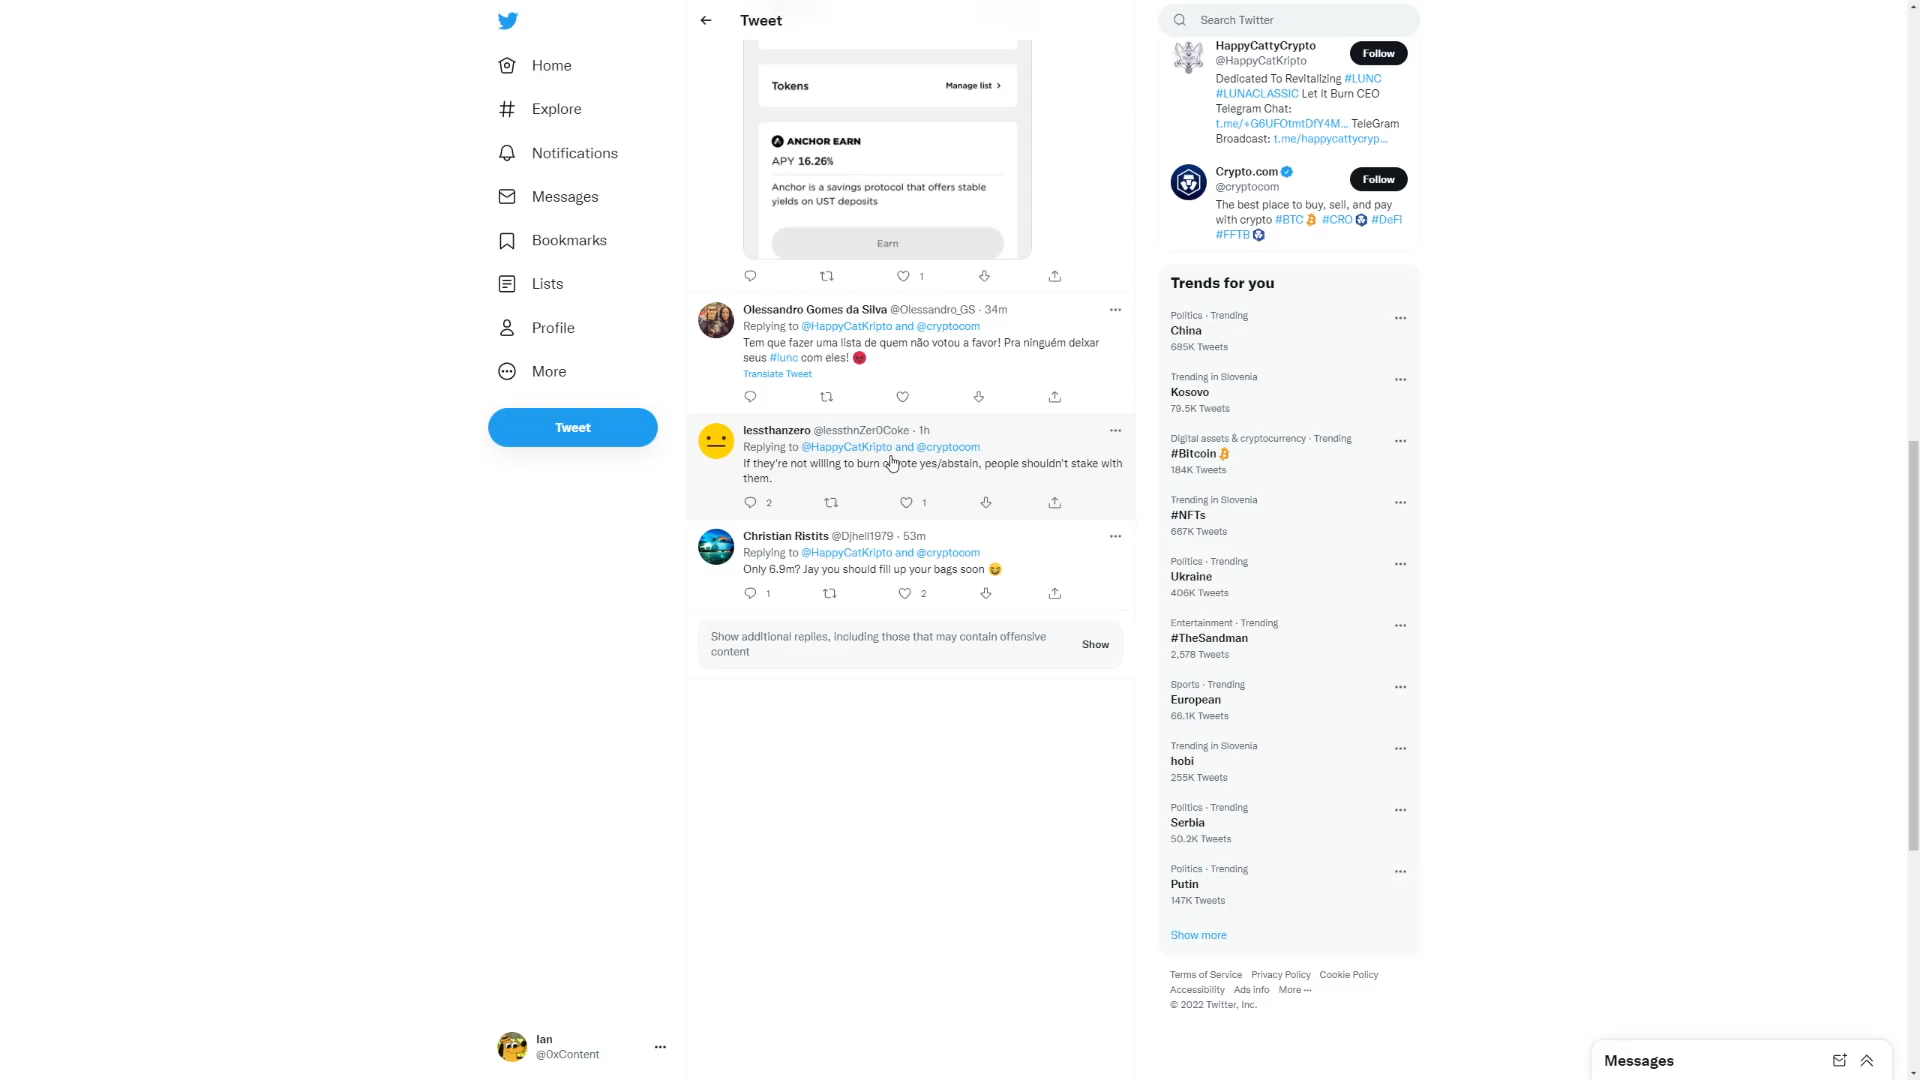 Home
Explore
Notifications
Messages
Bookmarks
Lists
Profile
More
Tweet
Ian
@0xContent
Tweet
Tokens
Manage list >
ANCHOR EARN
APY 16.26%
Anchor is a savings protocol that offers stable
yields on UST deposits
Earn
1
Olessandro Gomes da Silva @Olessandro_GS · 34m
Replying to @HappyCatKripto and @cryptocom
Tem que fazer uma lista de quem não votou a favor! Pra ninguém deixar
seus #lunc com eles! 😡
Translate Tweet
lessthanzero @lessthnZer0Coke · 1h
Replying to @HappyCatKripto and @cryptocom
If they're not willing to burn or vote yes/abstain, people shouldn't stake with
them.
2
1
Christian Ristits @Djhell1979 · 53m
Replying to @HappyCatKripto and @cryptocom
Only 6.9m? Jay you should fill up your bags soon 😆
1
2
Show additional replies, including those that may contain offensive
content
Show
Search Twitter
HappyCattyCrypto
@HappyCatKripto
Follow
Dedicated To Revitalizing #LUNC
#LUNACLASSIC Let It Burn CEO
Telegram Chat:
t.me/+G6UFOtmtDfY4M... TeleGram
Broadcast: t.me/happycattycryp...
Crypto.com
@cryptocom
Follow
The best place to buy, sell, and pay
with crypto #BTC #CRO #DeFi
#FFTB
Trends for you
Politics · Trending
China
685K Tweets
Trending in Slovenia
Kosovo
79.5K Tweets
Digital assets & cryptocurrency · Trending
#Bitcoin
184K Tweets
Trending in Slovenia
#NFTs
667K Tweets
Politics · Trending
Ukraine
406K Tweets
Entertainment · Trending
#TheSandman
2,578 Tweets
Sports · Trending
European
66.1K Tweets
Trending in Slovenia
hobi
255K Tweets
Politics · Trending
Serbia
50.2K Tweets
Politics · Trending
Putin
147K Tweets
Show more
Terms of Service Privacy Policy Cookie Policy
Accessibility Ads info More ···
© 2022 Twitter, Inc.
Messages